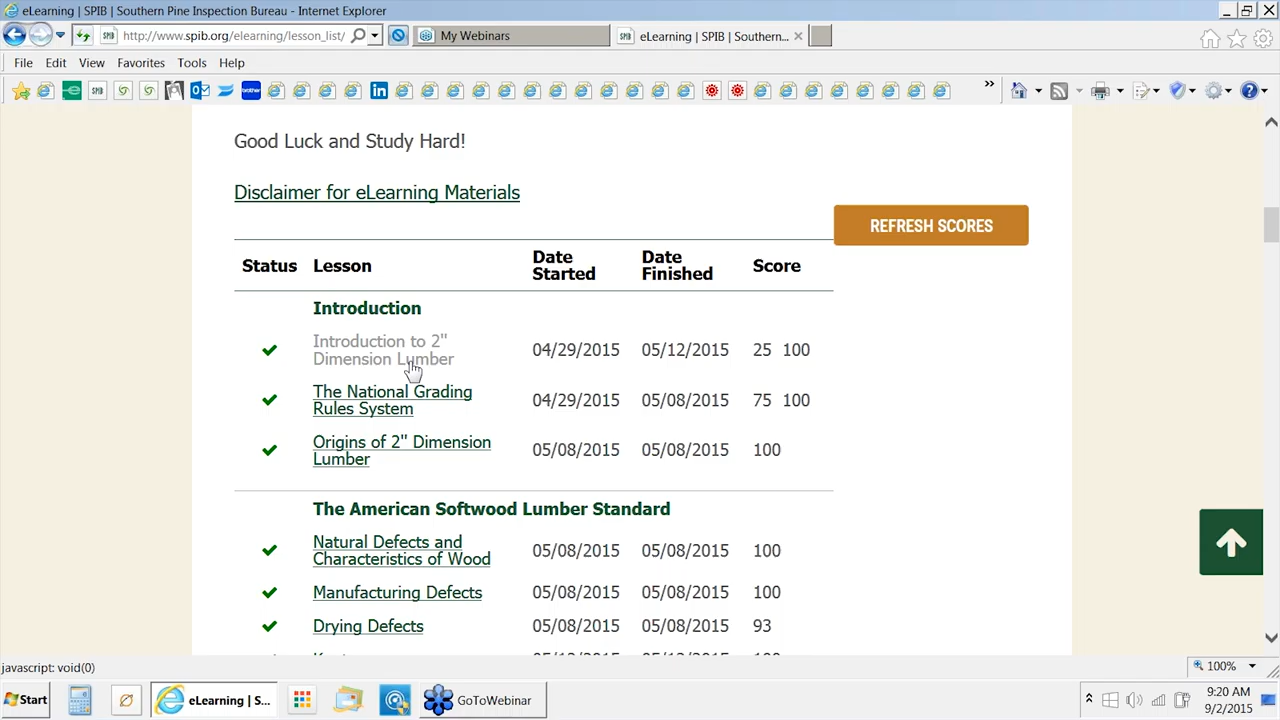 eLearning | SPIB | Southern Pine Inspection Bureau - Internet Explorer
SPIB http://www.spib.org/elearning/lesson_list/
My Webinars
SPIB eLearning | SPIB | Southern...
File Edit View Favorites Tools Help
Good Luck and Study Hard!
Disclaimer for eLearning Materials
REFRESH SCORES
Status Lesson Date Started Date Finished Score
Introduction
Introduction to 2" Dimension Lumber 04/29/2015 05/12/2015 25 100
The National Grading Rules System 04/29/2015 05/08/2015 75 100
Origins of 2" Dimension Lumber 05/08/2015 05/08/2015 100
The American Softwood Lumber Standard
Natural Defects and Characteristics of Wood 05/08/2015 05/08/2015 100
Manufacturing Defects 05/08/2015 05/08/2015 100
Drying Defects 05/08/2015 05/08/2015 93
javascript: void(0)
100%
Start
eLearning | S...
GoToWebinar
9:20 AM
9/2/2015